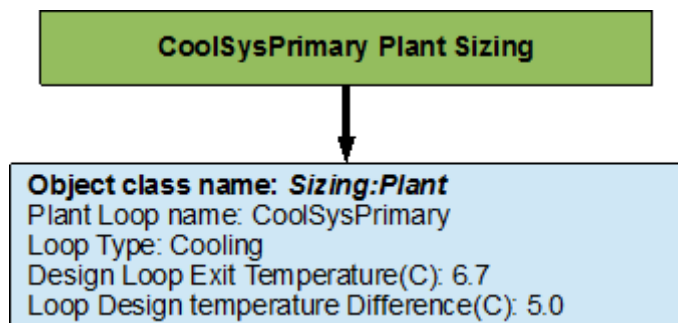 CoolSysPrimary Plant Sizing
Object class name: Sizing:Plant
Plant Loop name: CoolSysPrimary
Loop Type: Cooling
Design Loop Exit Temperature(C): 6.7
Loop Design temperature Difference(C): 5.0